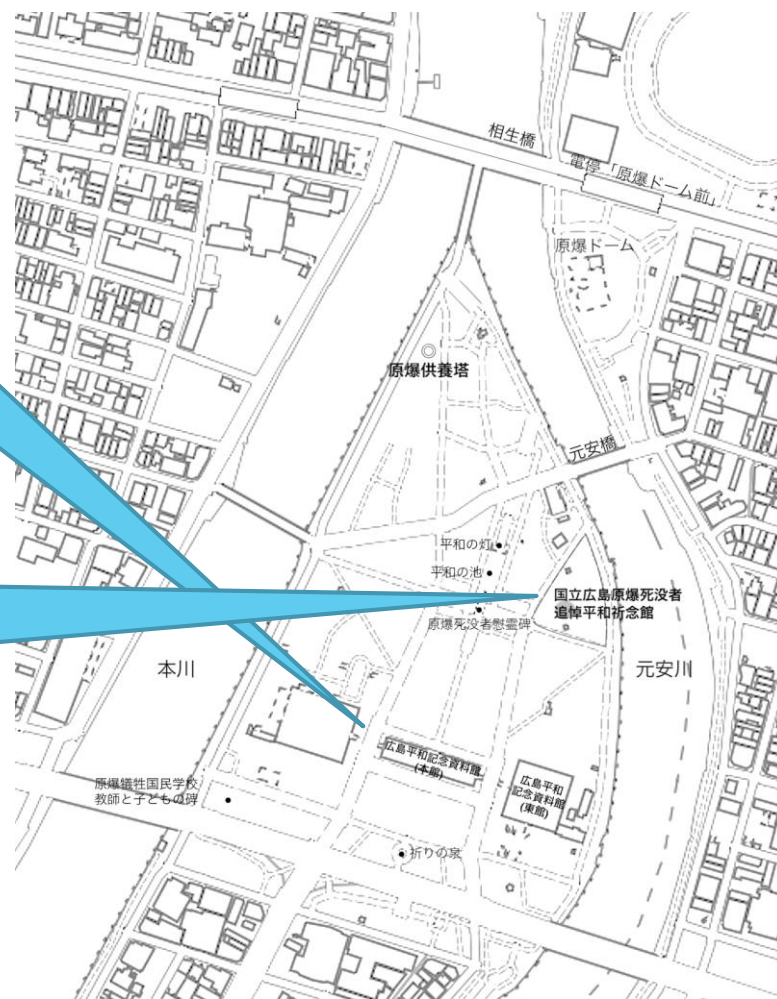 相生橋
電停「原爆ドーム前」
原爆ドーム
原爆供養塔
元安橋
平和の灯
平和の池
国立広島原爆死没者
追悼平和祈念館
原爆死没者慰霊碑
本川
元安川
広島平和記念資料館
(本館)
広島平和
記念資料館
(東館)
原爆犠牲国民学校
教師と子どもの碑
祈りの泉